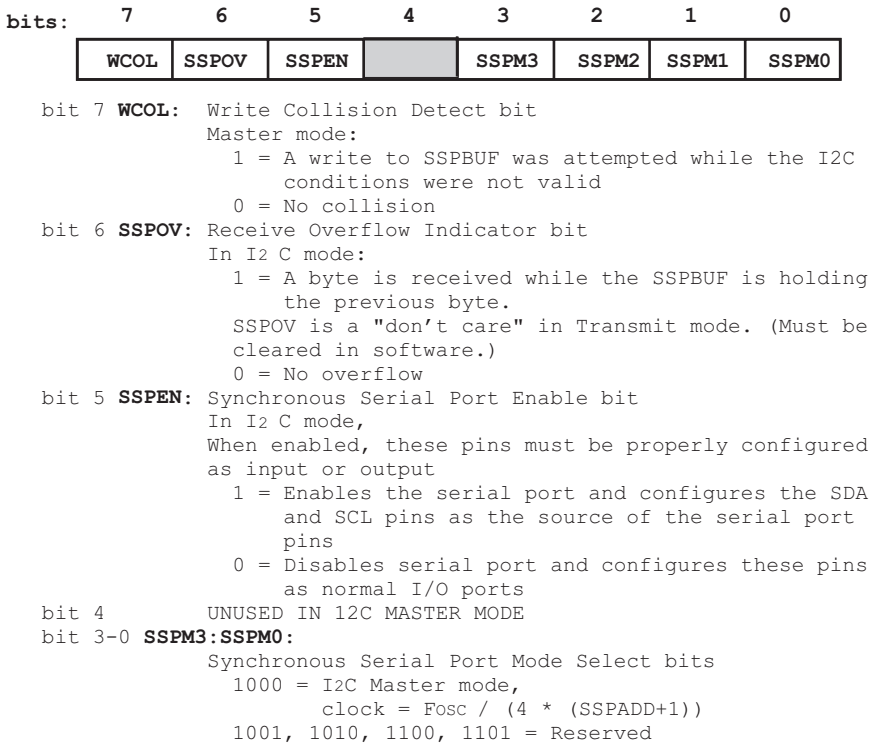 bits: 7 6 5 4 3 2 1 0
WCOL SSPOV SSPEN SSPM3 SSPM2 SSPM1 SSPM0
bit 7 WCOL: Write Collision Detect bit
Master mode:
1 = A write to SSPBUF was attempted while the I2C
conditions were not valid
0 = No collision
bit 6 SSPOV: Receive Overflow Indicator bit
In I2 C mode:
1 = A byte is received while the SSPBUF is holding
the previous byte.
SSPOV is a "don't care" in Transmit mode. (Must be
cleared in software.)
0 = No overflow
bit 5 SSPEN: Synchronous Serial Port Enable bit
In I2 C mode,
When enabled, these pins must be properly configured
as input or output
1 = Enables the serial port and configures the SDA
and SCL pins as the source of the serial port
pins
0 = Disables serial port and configures these pins
as normal I/O ports
bit 4 UNUSED IN 12C MASTER MODE
bit 3-0 SSPM3:SSPM0:
Synchronous Serial Port Mode Select bits
1000 = I2C Master mode,
clock = FOSC / (4 * (SSPADD+1))
1001, 1010, 1100, 1101 = Reserved